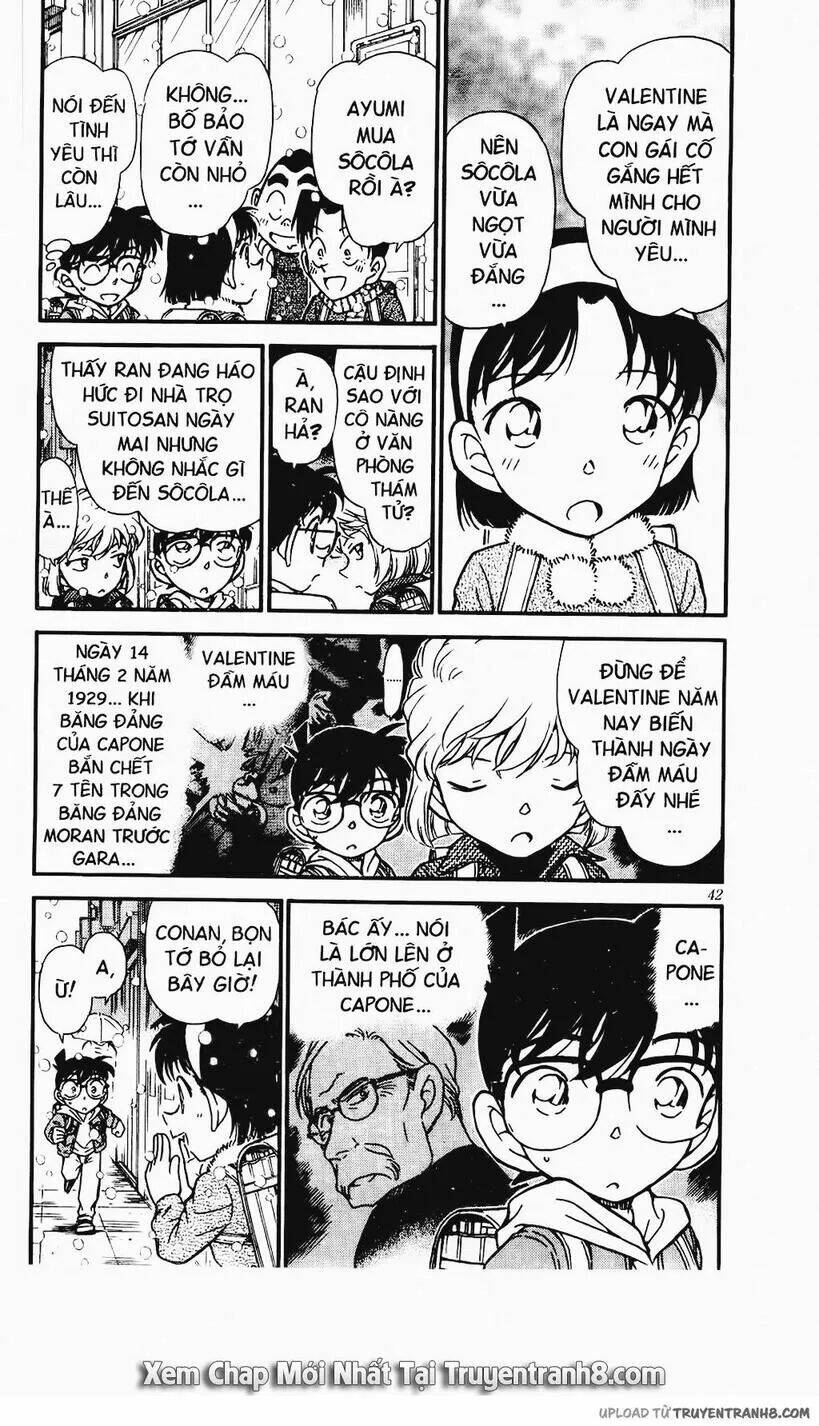 VALENTINE
LÀ NGAY MÀ
CON GÁI CỐ
GẮNG HẾT
MÌNH CHO
NGƯỜI MÌNH
YÊU...
NÊN
SÔCÔLA
VỪA
NGỌT
VỪA
ĐẮNG
...
AYUMI
MUA
SÔCÔLA
RỒI À?
KHÔNG...
BỐ BẢO
TỚ VẪN
CÒN NHỎ
...
NÓI ĐẾN
TÌNH
YÊU THÌ
CÒN
LÂU...
CẬU ĐỊNH
SAO VỚI
CÔ NÀNG
Ở VĂN
PHÒNG
THÁM
TỬ?
À,
RAN
HẢ?
THẤY RAN ĐANG HÁO
HỨC ĐI NHÀ TRỌ
SUITOSAN NGÀY
MAI NHƯNG
KHÔNG NHẮC GÌ
ĐẾN SÔCÔLA...
THẾ
À...
ĐỪNG ĐỂ
VALENTINE NĂM
NAY BIẾN
THÀNH NGÀY
ĐẪM MÁU
ĐẤY NHÉ
...
......
VALENTINE
ĐẪM MÁU
...
NGÀY 14
THÁNG 2 NĂM
1929... KHI
BĂNG ĐẢNG
CỦA CAPONE
BẮN CHẾT
7 TÊN TRONG
BĂNG ĐẢNG
MORAN TRƯỚC
GARA...
42
CA-
PONE
...
BÁC ẤY... NÓI
LÀ LỚN LÊN Ở
THÀNH PHỐ CỦA
CAPONE...
CONAN, BỌN
TỚ BỎ LẠI
BÂY GIỜ!
A,
Ừ!
Xem Chap Mới Nhất Tại Truyentranh8.com
UPLOAD TỪ TRUYENTRANH8.COM